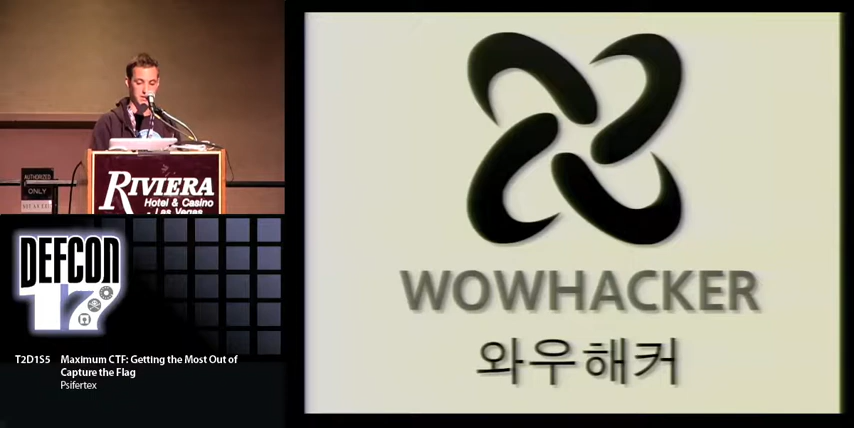 AUTHORIZED
ONLY
RIVIERA
Hotel & Casino
Las Vegas
DEFCON
17
T2D1S5 Maximum CTF: Getting the Most Out of
Capture the Flag
Psifertex
WOWHACKER
와우해커